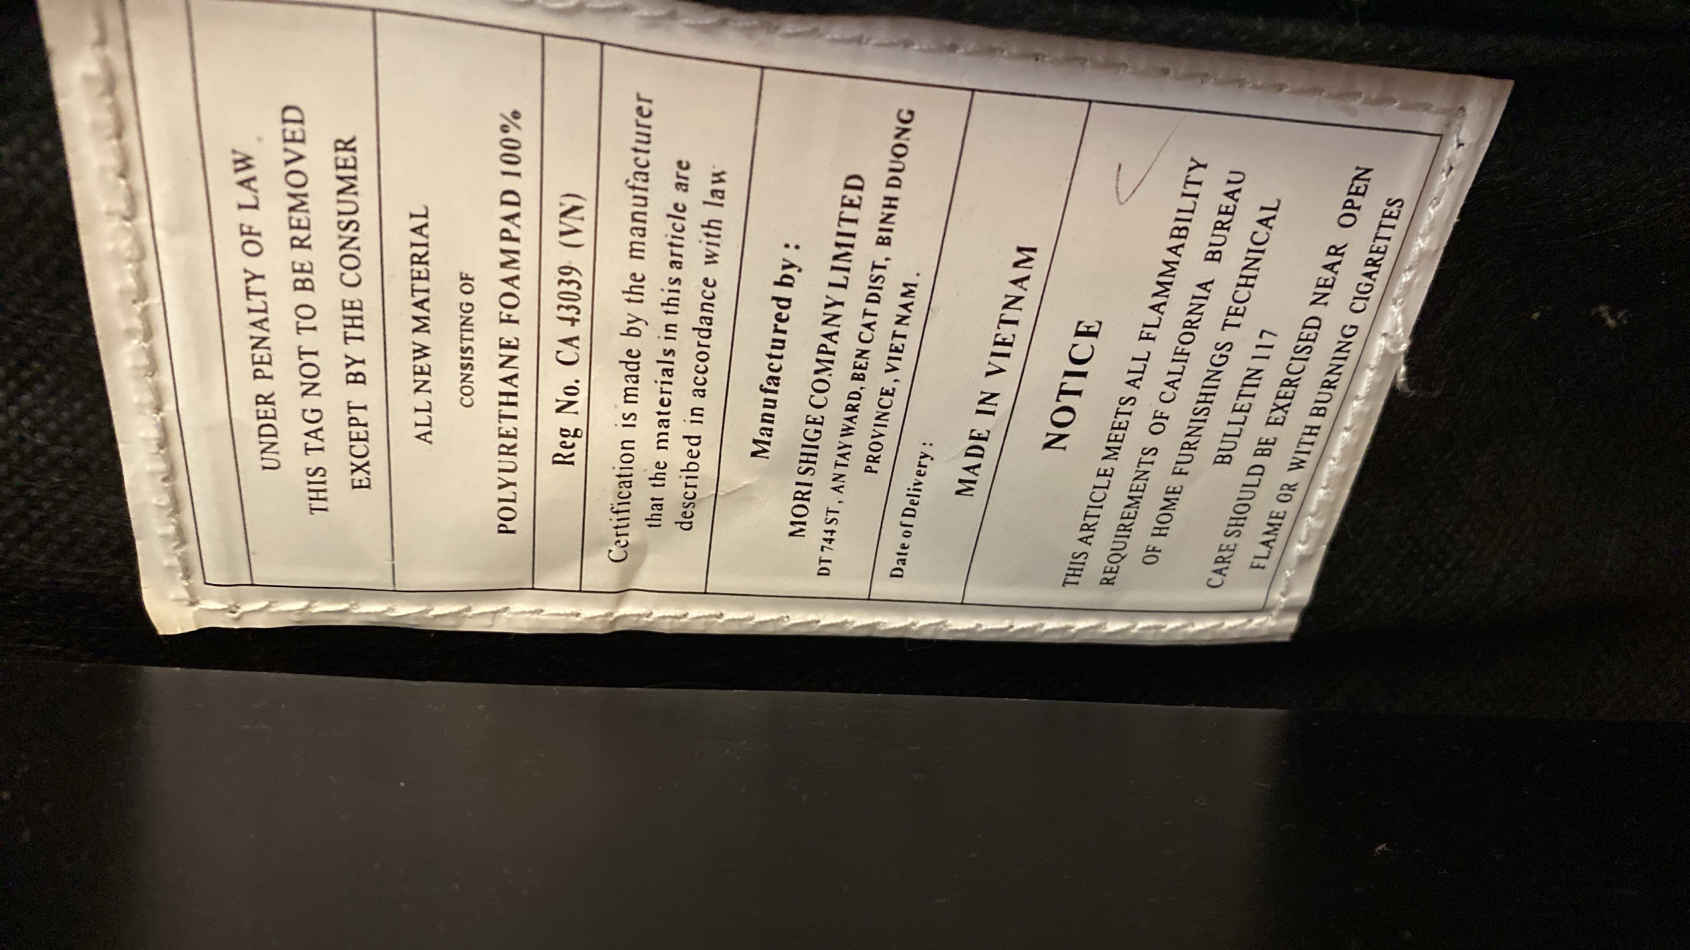 UNDER PENALTY OF LAW
THIS TAG NOT TO BE REMOVED
EXCEPT BY THE CONSUMER
ALL NEW MATERIAL
CONSISTING OF
POLYURETHANE FOAMPAD 100%
Reg No. CA 43039 (VN)
Certification is made by the manufacturer
that the materials in this article are
described in accordance with law
Manufactured by :
MORI SHIGE COMPANY LIMITED
DT 744 ST, AN TAY WARD, BEN CAT DIST, BINH DUONG
PROVINCE, VIET NAM.
Date of Delivery :
MADE IN VIETNAM
NOTICE
THIS ARTICLE MEETS ALL FLAMMABILITY
REQUIREMENTS OF CALIFORNIA BUREAU
OF HOME FURNISHINGS TECHNICAL
BULLETIN 117
CARE SHOULD BE EXERCISED NEAR OPEN
FLAME OR WITH BURNING CIGARETTES